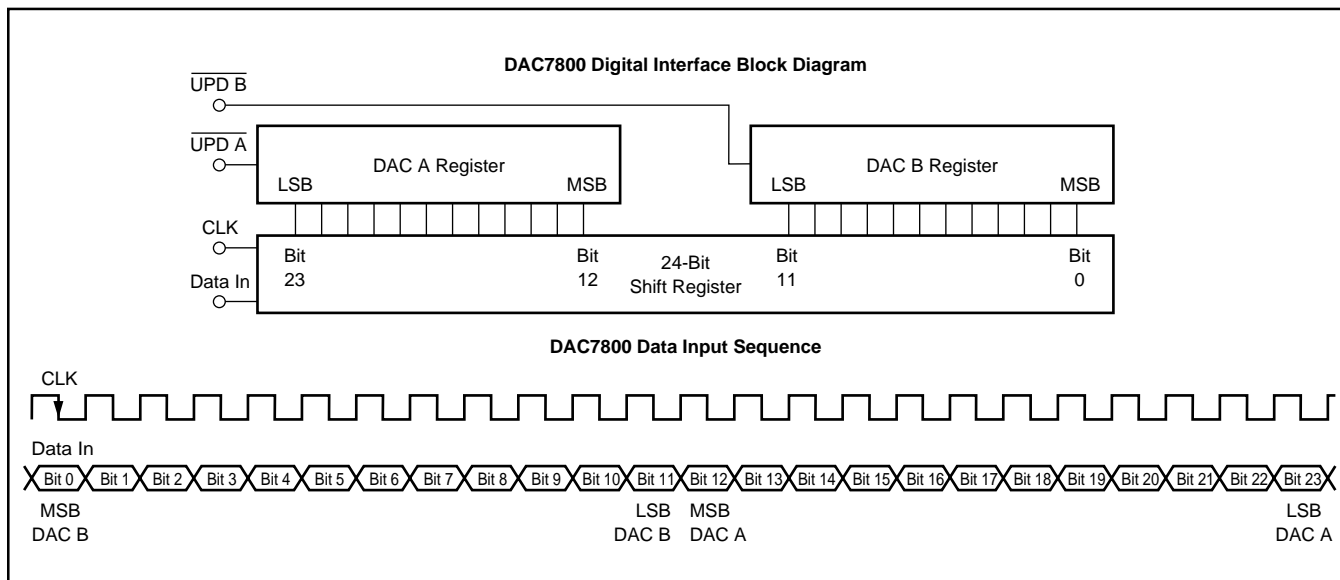 DAC7800 Digital Interface Block Diagram
UPD B
UPD A
DAC A Register
DAC B Register
LSB MSB LSB MSB
CLK
Data In
Bit Bit 24-Bit Bit Bit
23 12 Shift Register 11 0
DAC7800 Data Input Sequence
CLK
Data In
Bit 0 Bit 1 Bit 2 Bit 3 Bit 4 Bit 5 Bit 6 Bit 7 Bit 8 Bit 9 Bit 10 Bit 11 Bit 12 Bit 13 Bit 14 Bit 15 Bit 16 Bit 17 Bit 18 Bit 19 Bit 20 Bit 21 Bit 22 Bit 23
MSB LSB MSB LSB
DAC B DAC B DAC A DAC A